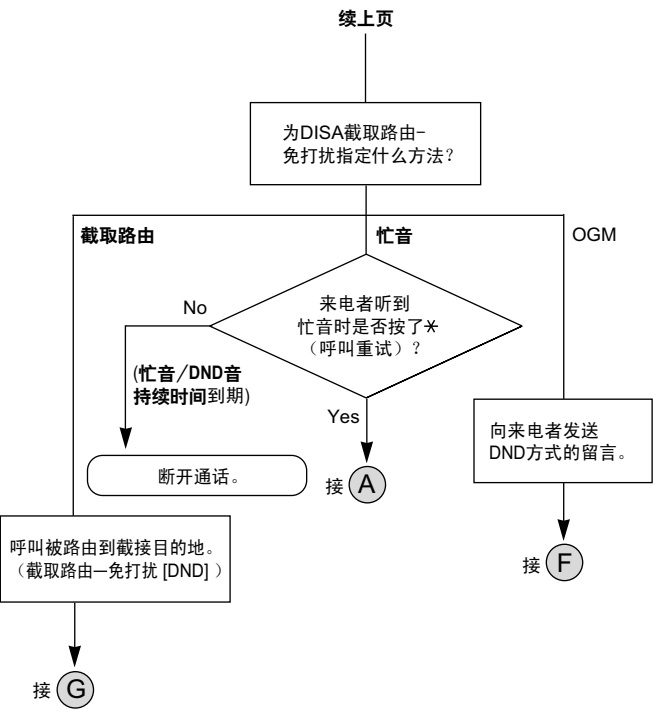 续上页
为DISA截取路由–
免打扰指定什么方法？
截取路由
忙音
OGM
来电者听到
忙音时是否按了✳
（呼叫重试）？
No
(忙音/DND音
持续时间到期)
断开通话。
Yes
接 A
向来电者发送
DND方式的留言。
接 F
呼叫被路由到截接目的地。
（截取路由—免打扰 [DND] ）
接 G